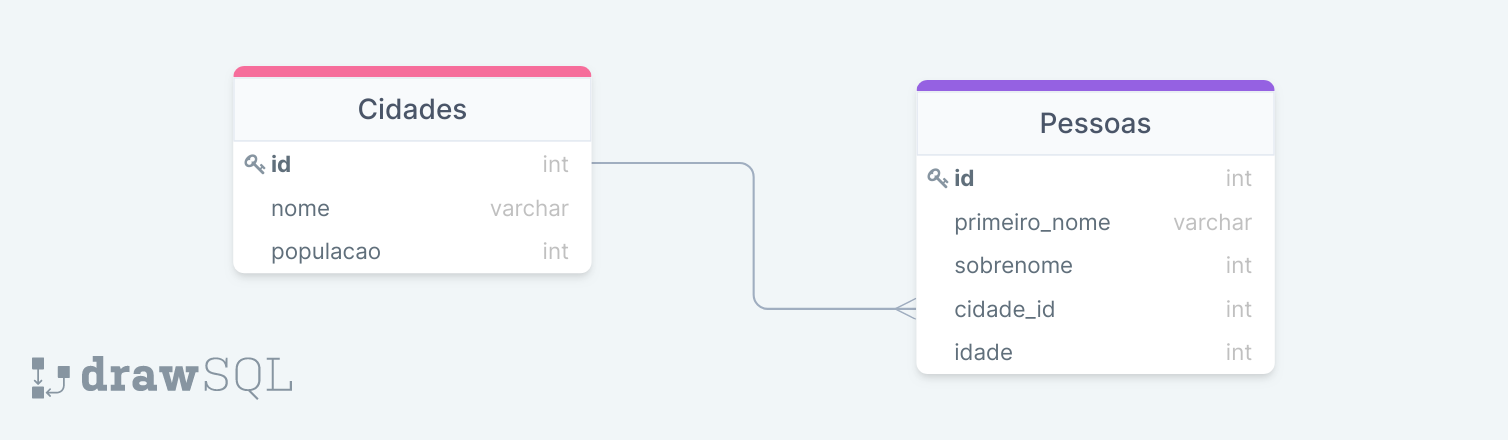 Cidades
id int
nome varchar
populacao int
Pessoas
id int
primeiro_nome varchar
sobrenome int
cidade_id int
idade int
drawSQL